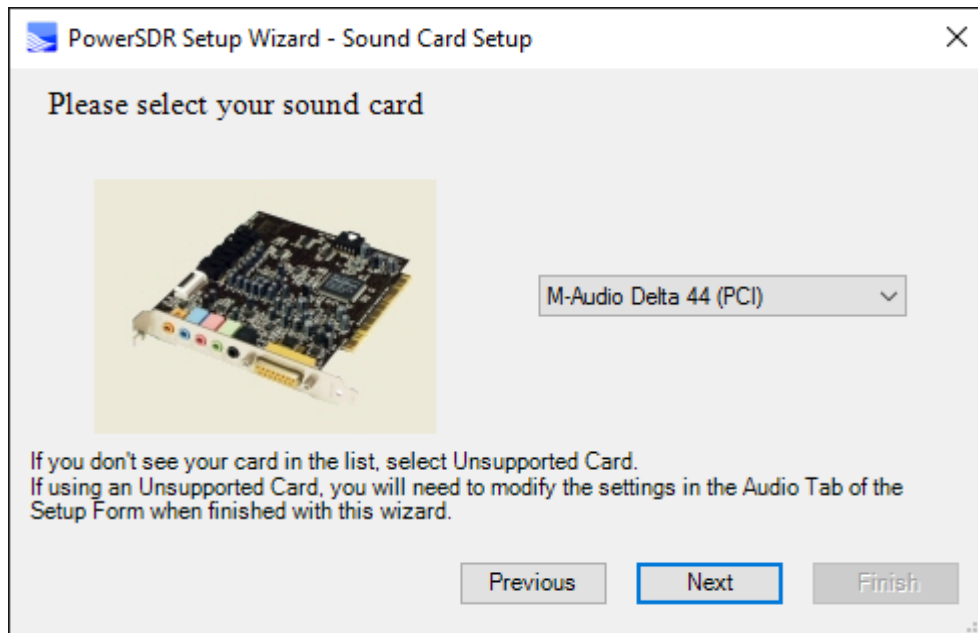 PowerSDR Setup Wizard - Sound Card Setup
Please select your sound card
M-Audio Delta 44 (PCI)
If you don't see your card in the list, select Unsupported Card.
If using an Unsupported Card, you will need to modify the settings in the Audio Tab of the
Setup Form when finished with this wizard.
Previous
Next
Finish